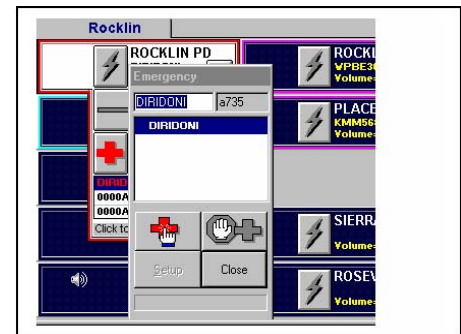 Rocklin
ROCKLIN PD
Emergency
DIRIDONI
a735
DIRIDONI
0000A
0000A
Click to
Setup
Close
ROCKL
Volume=
PLACE
KMM56
Volume=
SIERR
Volume=
ROSEV
Volume=